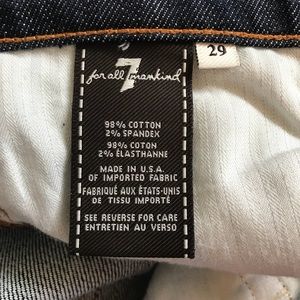 29
7
for all mankind
98% COTTON
2% SPANDEX
98% COTON
2% ÉLASTHANNE
MADE IN U.S.A.
OF IMPORTED FABRIC
FABRIQUÉ AUX ÉTATS-UNIS
DE TISSU IMPORTÉ
SEE REVERSE FOR CARE
ENTRETIEN AU VERSO